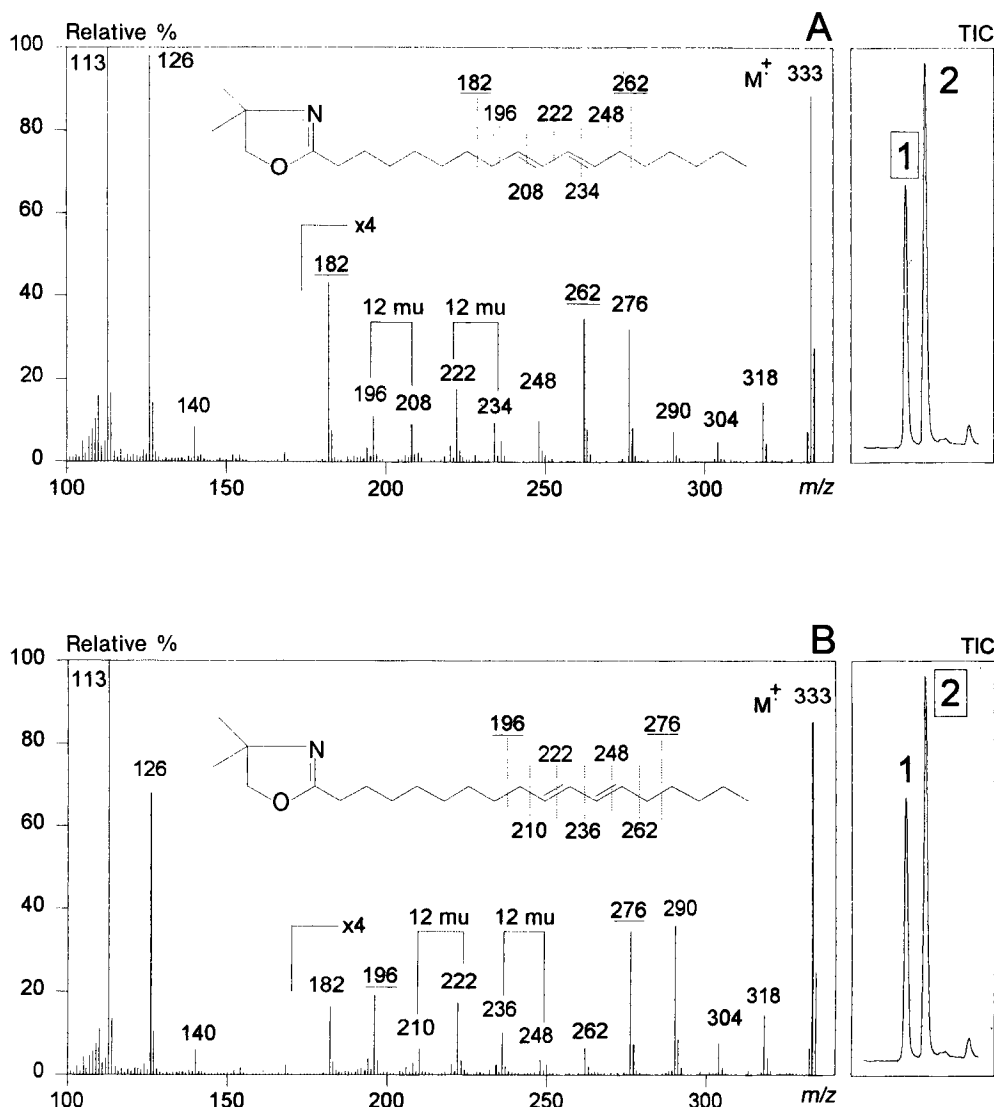 Relative % A TIC
100 113 126 M+· 333 2
182 262
196 222 248
N
80
O
208 234
1
60
x4
182
40
12 mu 12 mu 262 276
20
222
196 208 234 248 318
140 290 304
0
100 150 200 250 300 m/z
Relative % B TIC
100 113 M+· 333 2
196 276
222 248
80
N
126
1
O
210 236 262
60
40
x4
12 mu 12 mu 276 290
20
182 196 222
236 318
210 248 262 304
140
0
100 150 200 250 300 m/z